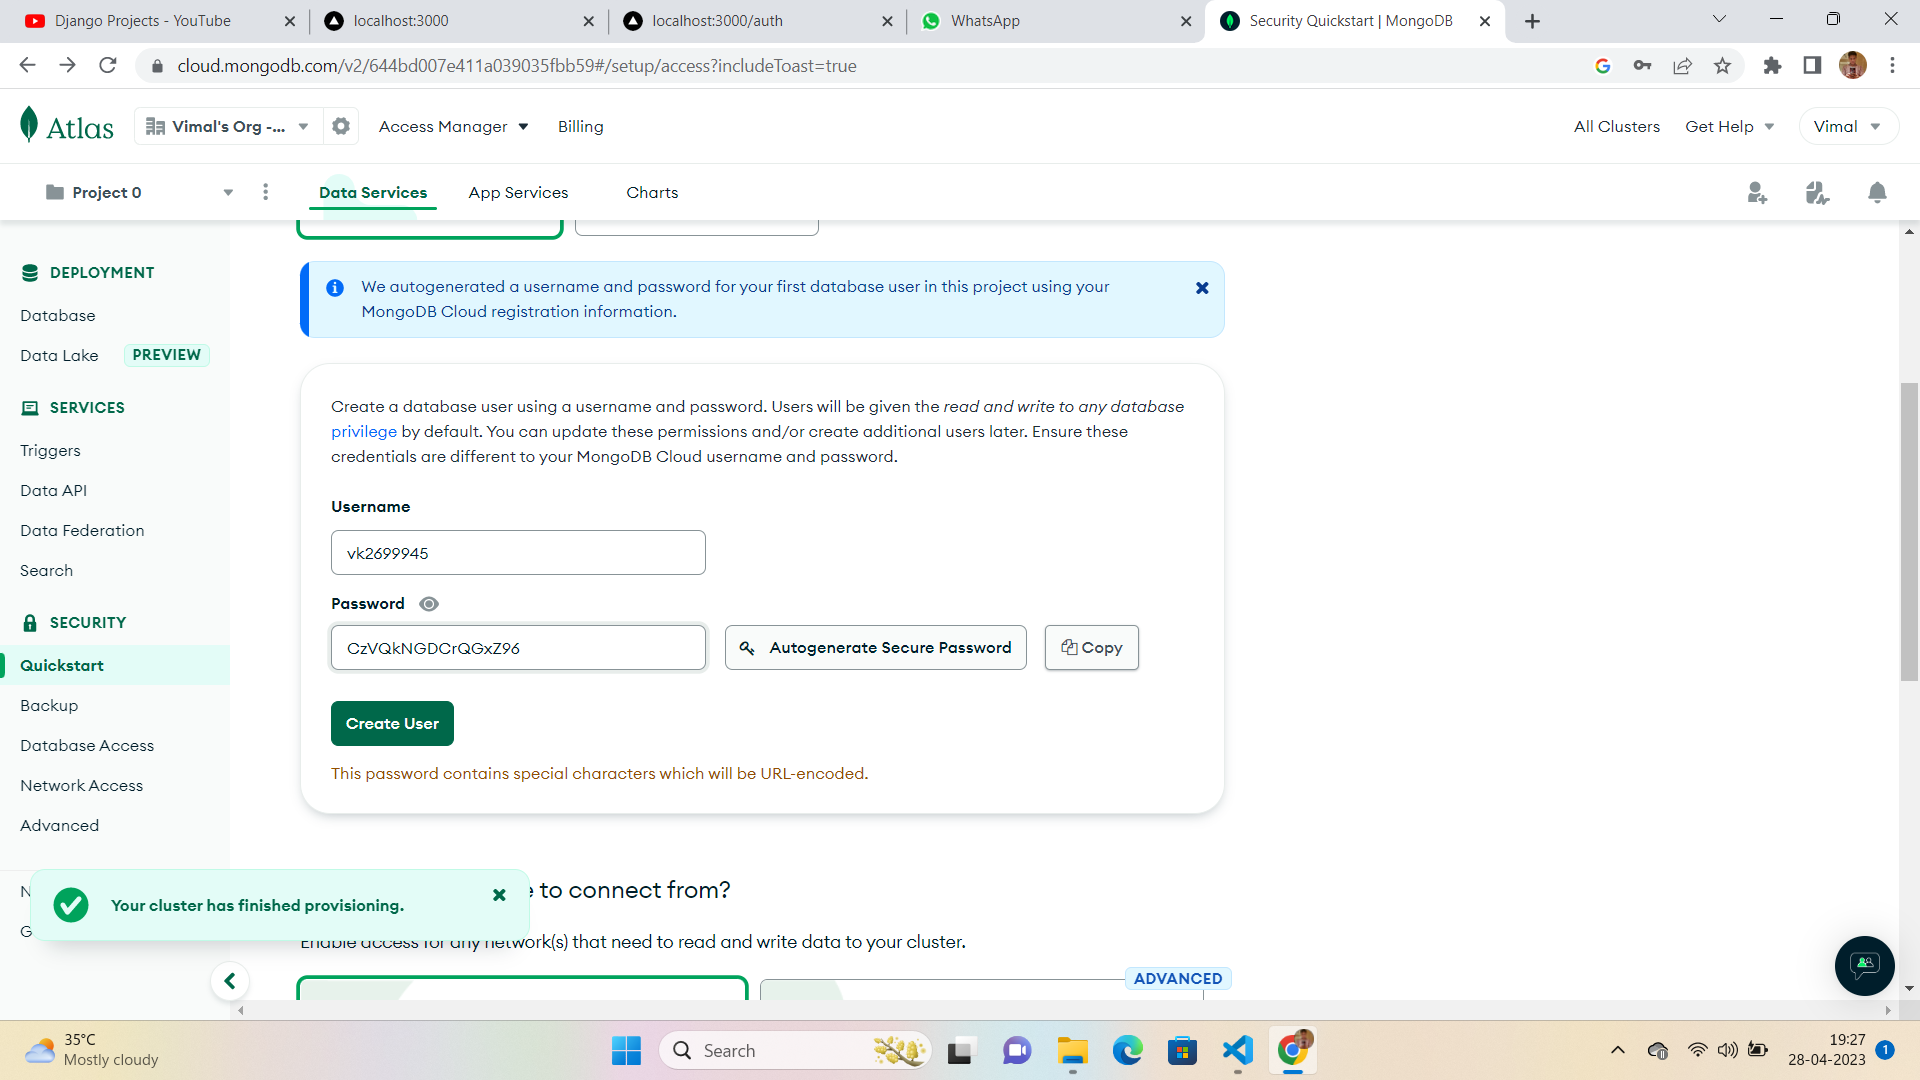 Django Projects - YouTube
localhost:3000
localhost:3000/auth
WhatsApp
Security Quickstart | MongoDB
cloud.mongodb.com/v2/644bd007e411a039035fbb59#/setup/access?includeToast=true
Atlas
Vimal's Org -...
Access Manager
Billing
All Clusters
Get Help
Vimal
Project 0
Data Services
App Services
Charts
DEPLOYMENT
Database
Data Lake
PREVIEW
SERVICES
Triggers
Data API
Data Federation
Search
SECURITY
Quickstart
Backup
Database Access
Network Access
Advanced
N
G
We autogenerated a username and password for your first database user in this project using your
MongoDB Cloud registration information.
Create a database user using a username and password. Users will be given the read and write to any database
privilege by default. You can update these permissions and/or create additional users later. Ensure these
credentials are different to your MongoDB Cloud username and password.
Username
vk2699945
Password
CzVQkNGDCrQGxZ96
Autogenerate Secure Password
Copy
Create User
This password contains special characters which will be URL-encoded.
Your cluster has finished provisioning.
e to connect from?
Enable access for any network(s) that need to read and write data to your cluster.
ADVANCED
35°C
Mostly cloudy
Search
19:27
28-04-2023
1